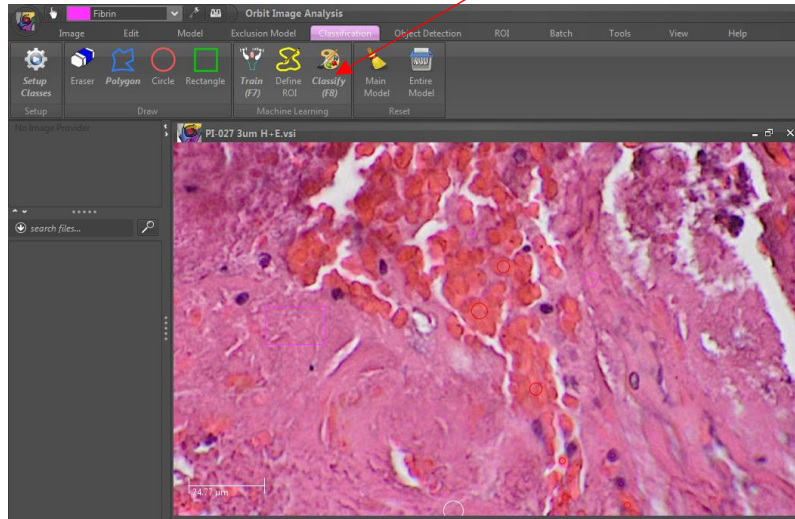 Fibrin
Orbit Image Analysis
Image Edit Model Exclusion Model Classification Object Detection ROI Batch Tools View Help
Setup Classes
Eraser
Polygon
Circle
Rectangle
Train (F7)
Define ROI
Classify (F8)
Main Model
Entire Model
Setup Draw Machine Learning Reset
No Image Provider
PI-027 3um H+E.vsi
search files...
24.77 µm